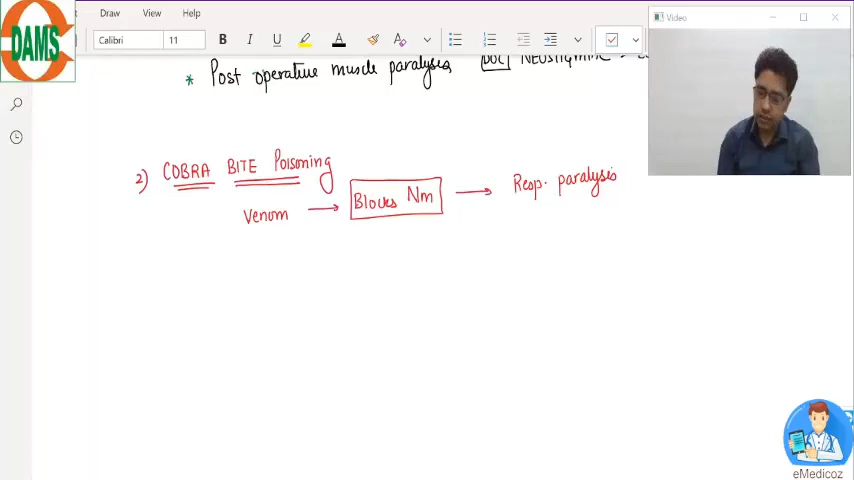 DAMS
Draw View Help
Calibri 11 B I U A
Video
* Post operative muscle paralysis DOC NEOSTIGMINE
2) COBRA BITE Poisoning
Venom → Blocks Nm → Resp. paralysis
eMedicoz